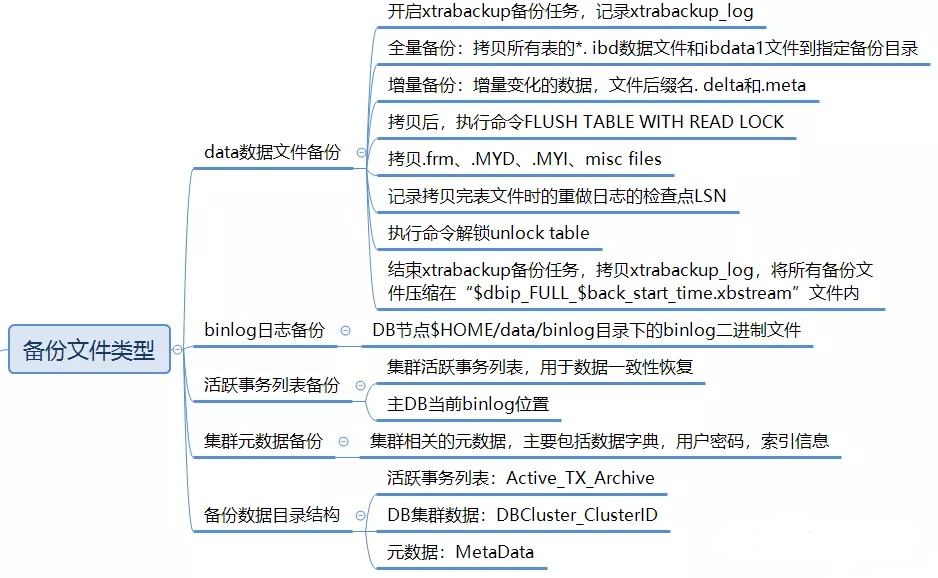 备份文件类型
data数据文件备份
开启xtrabackup备份任务，记录xtrabackup_log
全量备份：拷贝所有表的*. ibd数据文件和ibdata1文件到指定备份目录
增量备份：增量变化的数据，文件后缀名. delta和.meta
拷贝后，执行命令FLUSH TABLE WITH READ LOCK
拷贝.frm、.MYD、.MYI、misc files
记录拷贝完表文件时的重做日志的检查点LSN
执行命令解锁unlock table
结束xtrabackup备份任务，拷贝xtrabackup_log，将所有备份文
件压缩在“$dbip_FULL_$back_start_time.xbstream”文件内
binlog日志备份
DB节点$HOME/data/binlog目录下的binlog二进制文件
活跃事务列表备份
集群活跃事务列表，用于数据一致性恢复
主DB当前binlog位置
集群元数据备份
集群相关的元数据，主要包括数据字典，用户密码，索引信息
备份数据目录结构
活跃事务列表：Active_TX_Archive
DB集群数据：DBCluster_ClusterID
元数据：MetaData